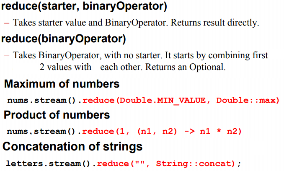 reduce(starter, binaryOperator)
– Takes starter value and BinaryOperator. Returns result directly.
reduce(binaryOperator)
– Takes BinaryOperator, with no starter. It starts by combining first
2 values with each other. Returns an Optional.
Maximum of numbers
nums.stream().reduce(Double.MIN_VALUE, Double::max)
Product of numbers
nums.stream().reduce(1, (n1, n2) -> n1 * n2)
Concatenation of strings
letters.stream().reduce("", String::concat);